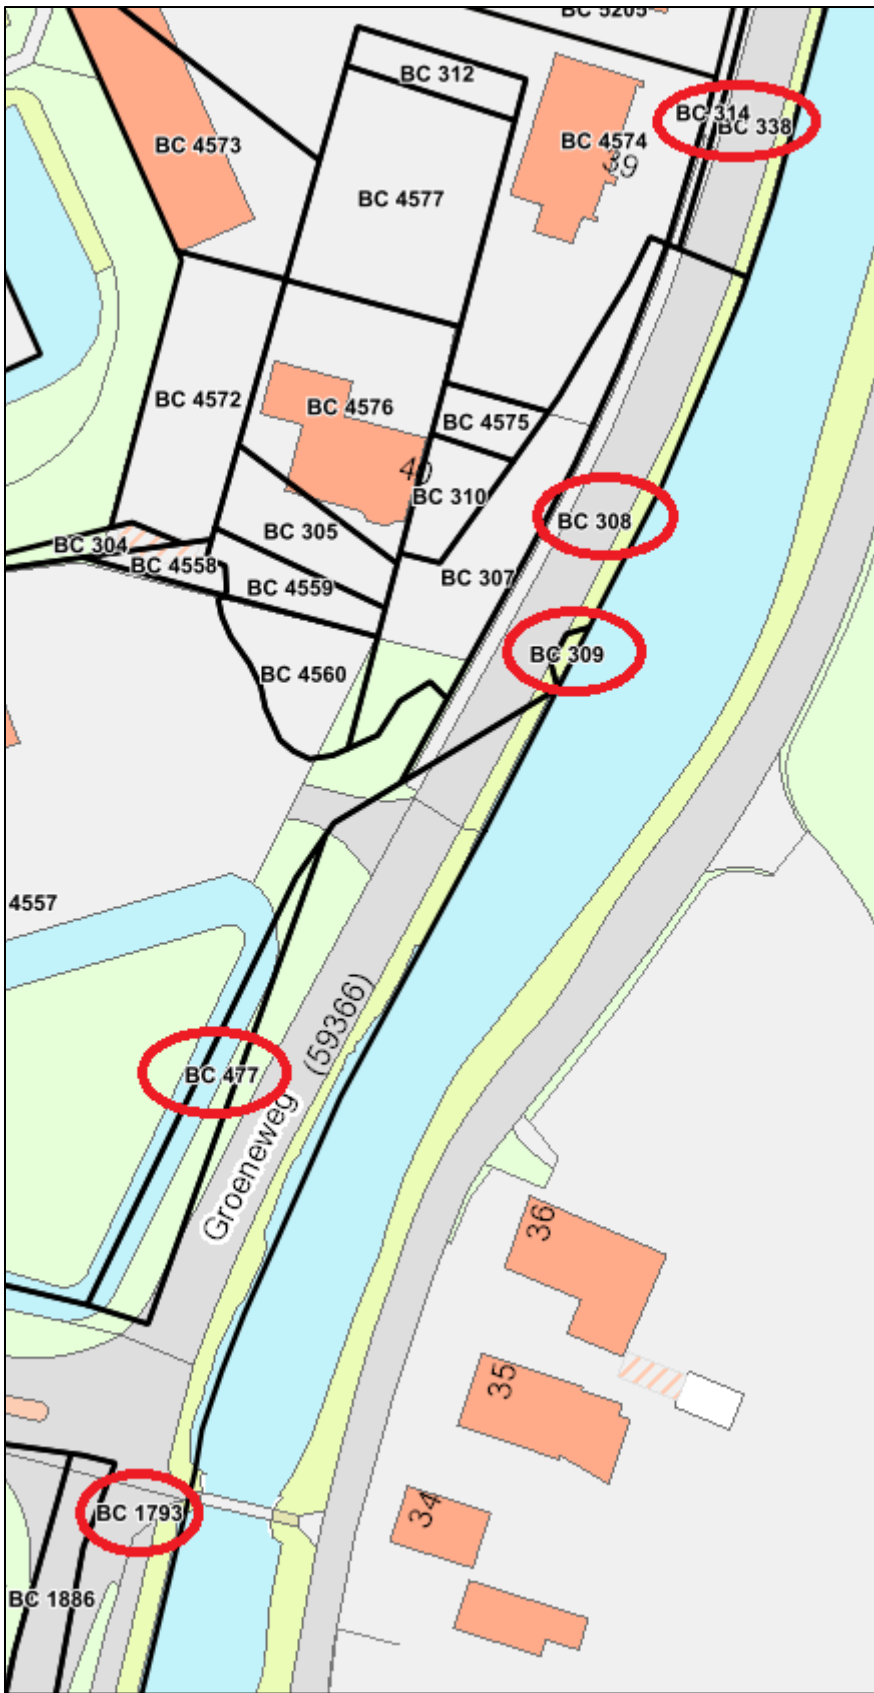 BC 5205
BC 312
BC 314
BC 338
BC 4573
BC 4574
39
BC 4577
BC 4572
BC 4576
BC 4575
40
BC 310
BC 308
BC 305
BC 304
BC 4558
BC 307
BC 4559
BC 309
BC 4560
4557
(59366)
BC 477
Groeneweg
36
35
34
BC 1793
BC 1886